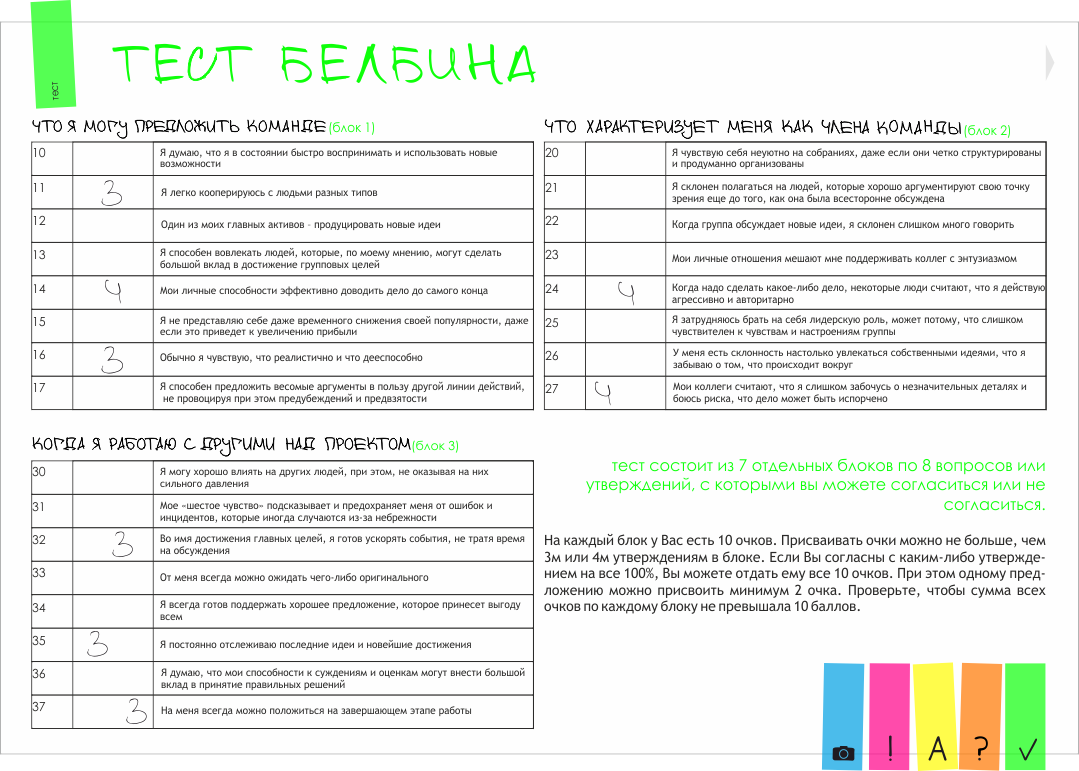 тест
ТЕСТ БЕЛБИНА
ЧТО Я МОГУ ПРЕДЛОЖИТЬ КОМАНДЕ (блок 1)
10 Я думаю, что я в состоянии быстро воспринимать и использовать новые
возможности
11 3 Я легко кооперируюсь с людьми разных типов
12 Один из моих главных активов – продуцировать новые идеи
13 Я способен вовлекать людей, которые, по моему мнению, могут сделать
большой вклад в достижение групповых целей
14 4 Мои личные способности эффективно доводить дело до самого конца
15 Я не представляю себе даже временного снижения своей популярности, даже
если это приведет к увеличению прибыли
16 3 Обычно я чувствую, что реалистично и что дееспособно
17 Я способен предложить весомые аргументы в пользу другой линии действий,
не провоцируя при этом предубеждений и предвзятости
ЧТО ХАРАКТЕРИЗУЕТ МЕНЯ КАК ЧЛЕНА КОМАНДЫ (блок 2)
20 Я чувствую себя неуютно на собраниях, даже если они четко структурированы
и продуманно организованы
21 Я склонен полагаться на людей, которые хорошо аргументируют свою точку
зрения еще до того, как она была всесторонне обсуждена
22 Когда группа обсуждает новые идеи, я склонен слишком много говорить
23 Мои личные отношения мешают мне поддерживать коллег с энтузиазмом
24 4 Когда надо сделать какое-либо дело, некоторые люди считают, что я действую
агрессивно и авторитарно
25 Я затрудняюсь брать на себя лидерскую роль, может потому, что слишком
чувствителен к чувствам и настроениям группы
26 У меня есть склонность настолько увлекаться собственными идеями, что я
забываю о том, что происходит вокруг
27 4 Мои коллеги считают, что я слишком забочусь о незначительных деталях и
боюсь риска, что дело может быть испорчено
КОГДА Я РАБОТАЮ С ДРУГИМИ НАД ПРОЕКТОМ (блок 3)
30 Я могу хорошо влиять на других людей, при этом, не оказывая на них
сильного давления
31 Мое «шестое чувство» подсказывает и предохраняет меня от ошибок и
инцидентов, которые иногда случаются из-за небрежности
32 3 Во имя достижения главных целей, я готов ускорять события, не тратя время
на обсуждения
33 От меня всегда можно ожидать чего-либо оригинального
34 Я всегда готов поддержать хорошее предложение, которое принесет выгоду
всем
35 3 Я постоянно отслеживаю последние идеи и новейшие достижения
36 Я думаю, что мои способности к суждениям и оценкам могут внести большой
вклад в принятие правильных решений
37 3 На меня всегда можно положиться на завершающем этапе работы
тест состоит из 7 отдельных блоков по 8 вопросов или
утверждений, с которыми вы можете согласиться или не
согласиться.
На каждый блок у Вас есть 10 очков. Присваивать очки можно не больше, чем
3м или 4м утверждениям в блоке. Если Вы согласны с каким-либо утвержде-
нием на все 100%, Вы можете отдать ему все 10 очков. При этом одному пред-
ложению можно присвоить минимум 2 очка. Проверьте, чтобы сумма всех
очков по каждому блоку не превышала 10 баллов.
! А ?